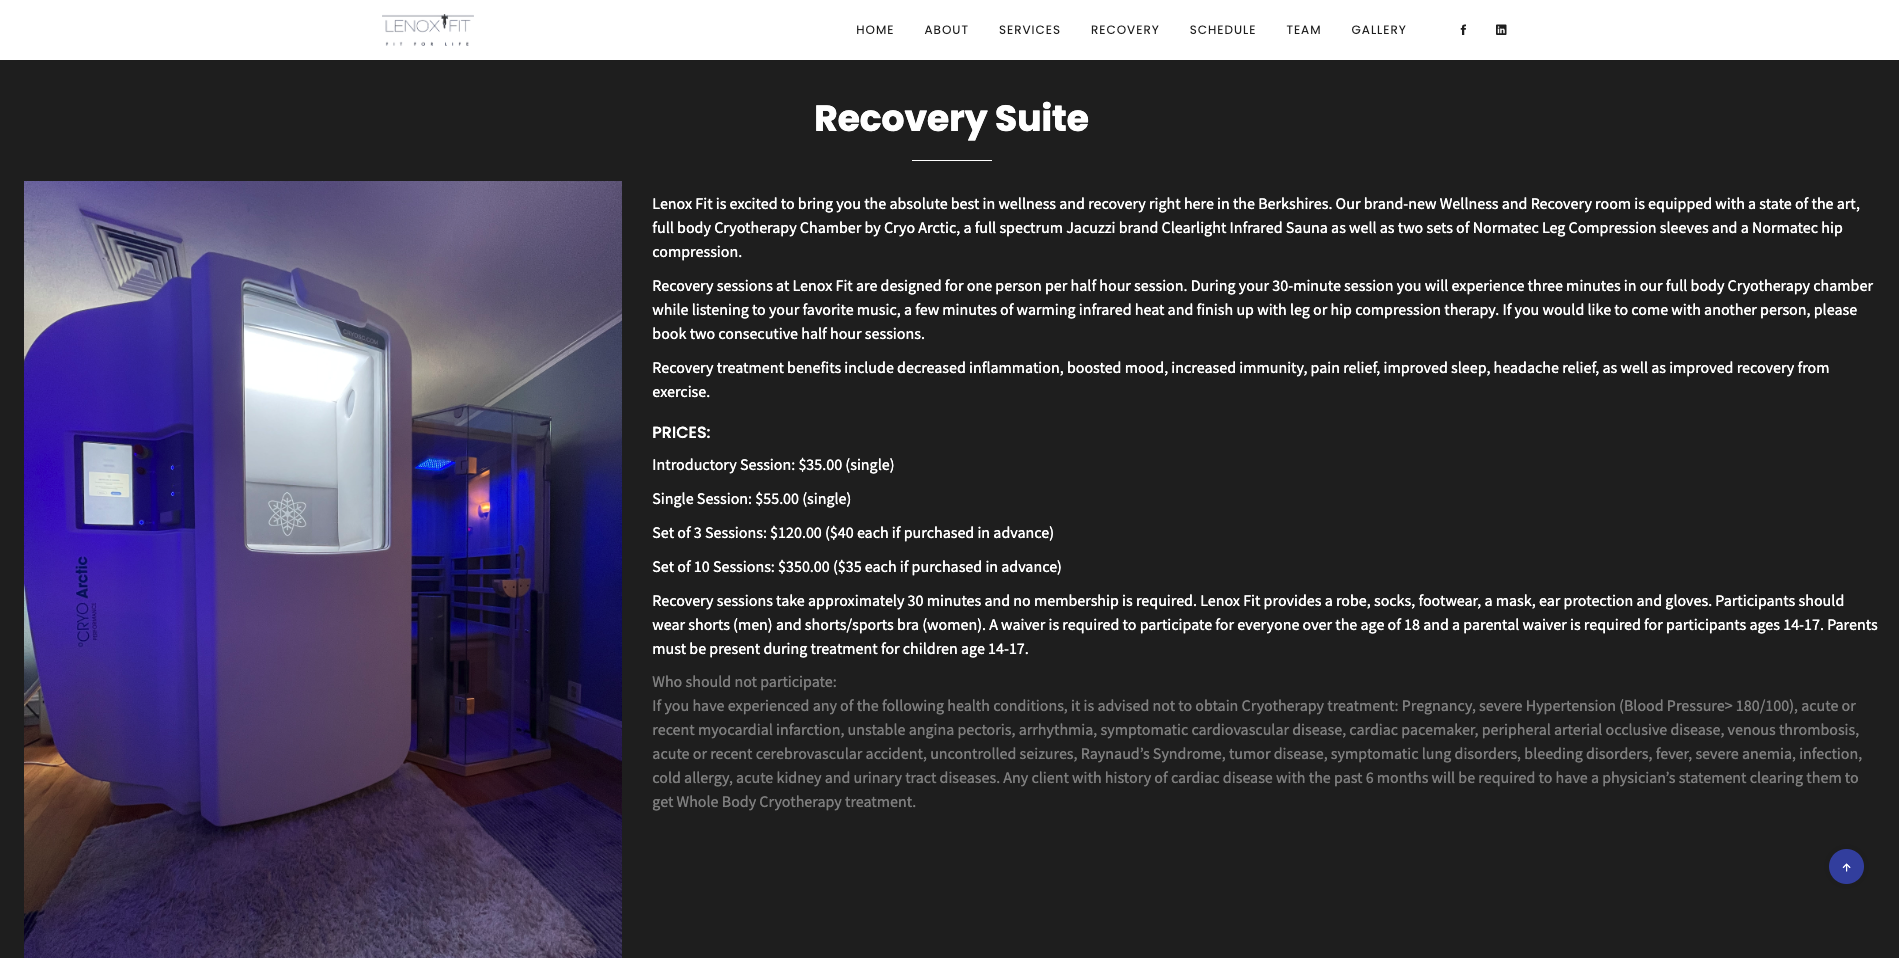 LENOX FIT
FIT FOR LIFE
HOME ABOUT SERVICES RECOVERY SCHEDULE TEAM GALLERY
Recovery Suite
°CRYO Arctic
Lenox Fit is excited to bring you the absolute best in wellness and recovery right here in the Berkshires. Our brand-new Wellness and Recovery room is equipped with a state of the art,
full body Cryotherapy Chamber by Cryo Arctic, a full spectrum Jacuzzi brand Clearlight Infrared Sauna as well as two sets of Normatec Leg Compression sleeves and a Normatec hip
compression.
Recovery sessions at Lenox Fit are designed for one person per half hour session. During your 30-minute session you will experience three minutes in our full body Cryotherapy chamber
while listening to your favorite music, a few minutes of warming infrared heat and finish up with leg or hip compression therapy. If you would like to come with another person, please
book two consecutive half hour sessions.
Recovery treatment benefits include decreased inflammation, boosted mood, increased immunity, pain relief, improved sleep, headache relief, as well as improved recovery from
exercise.
PRICES:
Introductory Session: $35.00 (single)
Single Session: $55.00 (single)
Set of 3 Sessions: $120.00 ($40 each if purchased in advance)
Set of 10 Sessions: $350.00 ($35 each if purchased in advance)
Recovery sessions take approximately 30 minutes and no membership is required. Lenox Fit provides a robe, socks, footwear, a mask, ear protection and gloves. Participants should
wear shorts (men) and shorts/sports bra (women). A waiver is required to participate for everyone over the age of 18 and a parental waiver is required for participants ages 14-17. Parents
must be present during treatment for children age 14-17.
Who should not participate:
If you have experienced any of the following health conditions, it is advised not to obtain Cryotherapy treatment: Pregnancy, severe Hypertension (Blood Pressure> 180/100), acute or
recent myocardial infarction, unstable angina pectoris, arrhythmia, symptomatic cardiovascular disease, cardiac pacemaker, peripheral arterial occlusive disease, venous thrombosis,
acute or recent cerebrovascular accident, uncontrolled seizures, Raynaud’s Syndrome, tumor disease, symptomatic lung disorders, bleeding disorders, fever, severe anemia, infection,
cold allergy, acute kidney and urinary tract diseases. Any client with history of cardiac disease with the past 6 months will be required to have a physician’s statement clearing them to
get Whole Body Cryotherapy treatment.